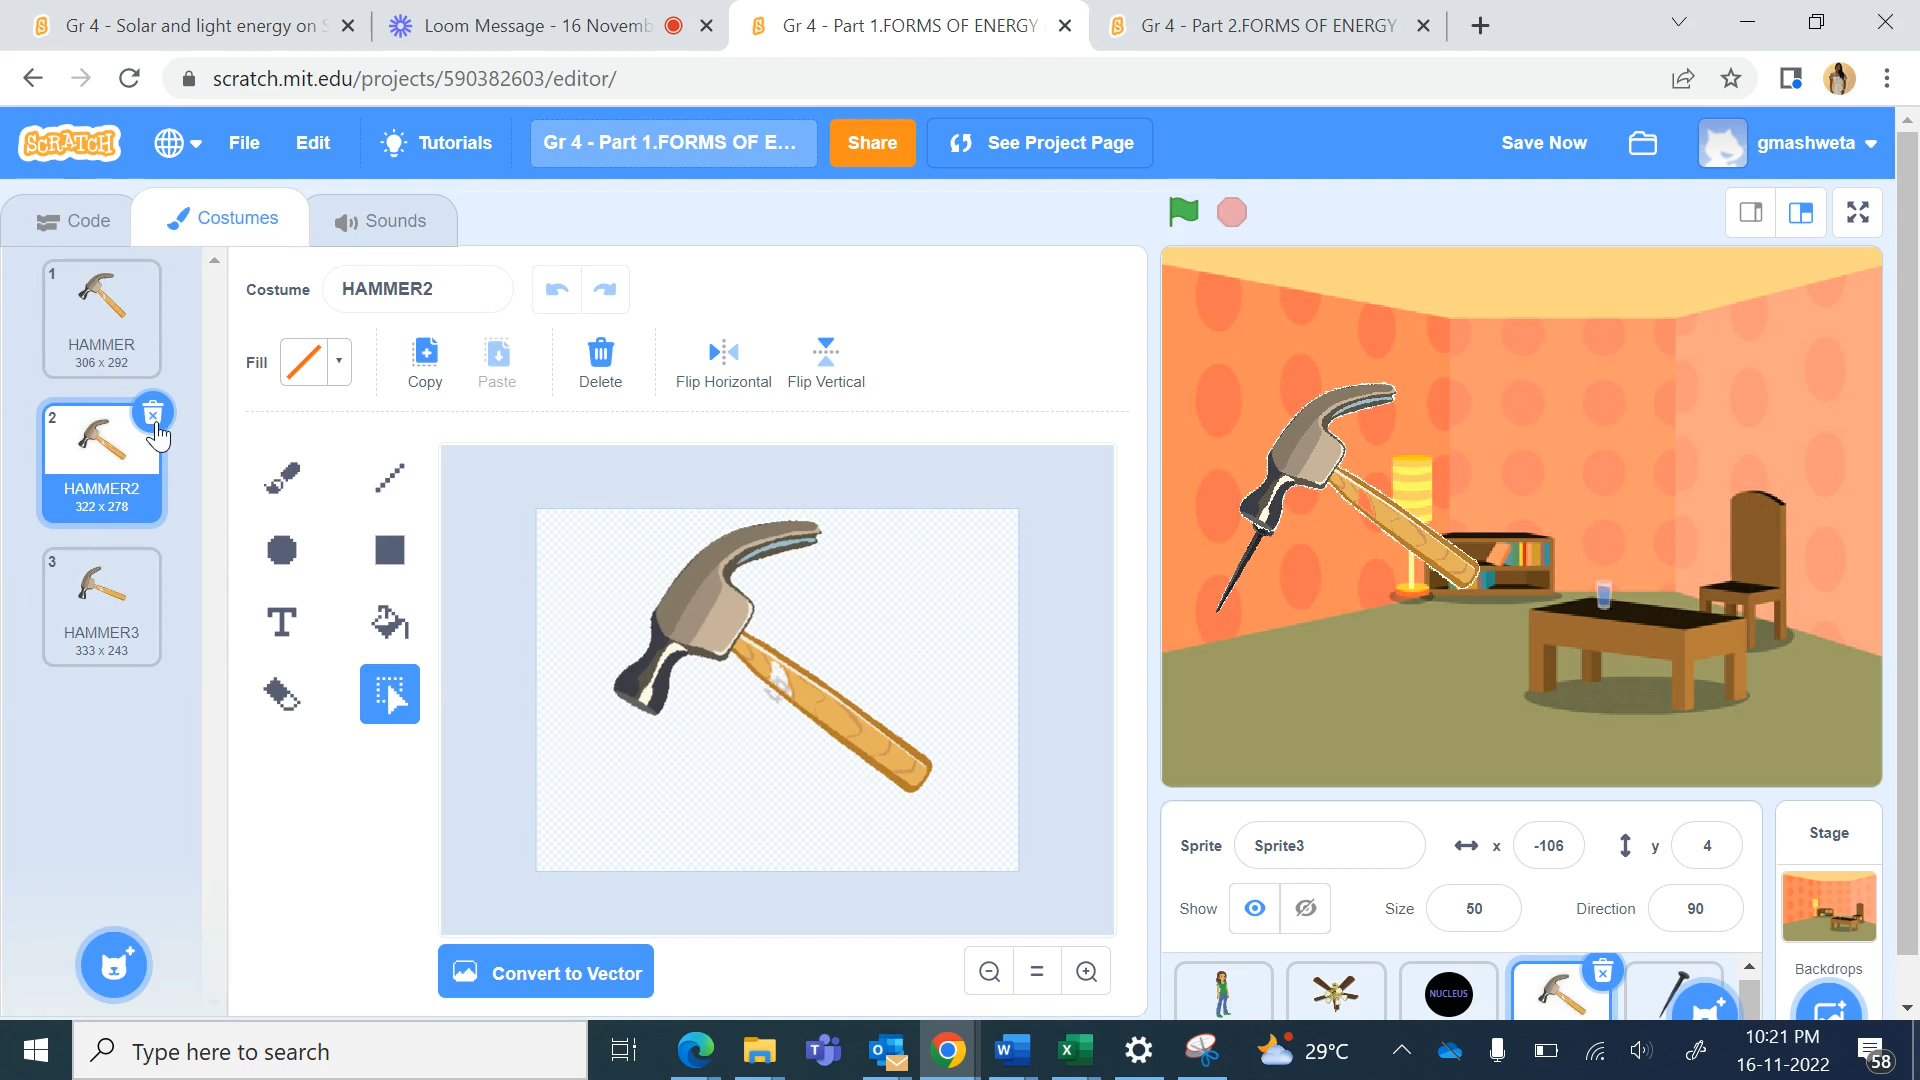 Gr 4 - Solar and light energy on S
Loom Message - 16 Novemb
Gr 4 - Part 1.FORMS OF ENERGY
Gr 4 - Part 2.FORMS OF ENERGY
scratch.mit.edu/projects/590382603/editor/
SCRATCH
File
Edit
Tutorials
Gr 4 - Part 1.FORMS OF E...
Share
See Project Page
Save Now
gmashweta
Code
Costumes
Sounds
1
HAMMER
306 x 292
2
HAMMER2
322 x 278
3
HAMMER3
333 x 243
Costume
HAMMER2
Fill
Copy
Paste
Delete
Flip Horizontal
Flip Vertical
T
Convert to Vector
Sprite
Sprite3
x
-106
y
4
Show
Size
50
Direction
90
NUCLEUS
Stage
Backdrops
Type here to search
29°C
10:21 PM
16-11-2022
58